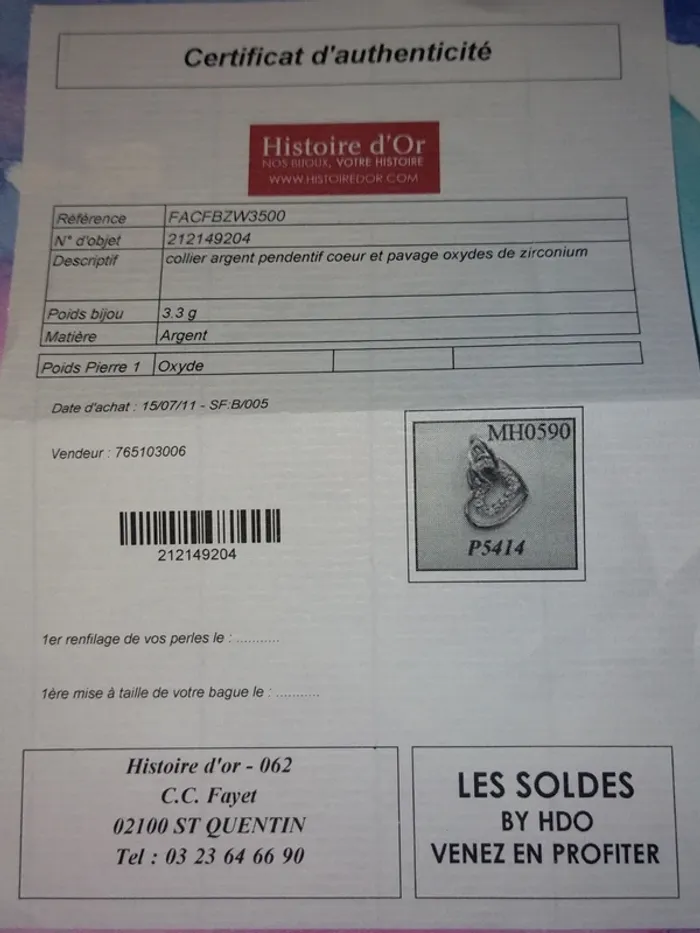 Certificat d'authenticité
Histoire d'Or
NOS BIJOUX, VOTRE HISTOIRE
WWW.HISTOIREDOR.COM
Référence FACFBZW3500
N° d'objet 212149204
Descriptif collier argent pendentif coeur et pavage oxydes de zirconium
Poids bijou 3.3 g
Matière Argent
Poids Pierre 1 Oxyde
Date d'achat : 15/07/11 - SF:B/005
Vendeur : 765103006
MH0590
P5414
212149204
1er renfilage de vos perles le : ...........
1ère mise à taille de votre bague le : ...........
Histoire d'or - 062
C.C. Fayet
02100 ST QUENTIN
Tel : 03 23 64 66 90
LES SOLDES
BY HDO
VENEZ EN PROFITER